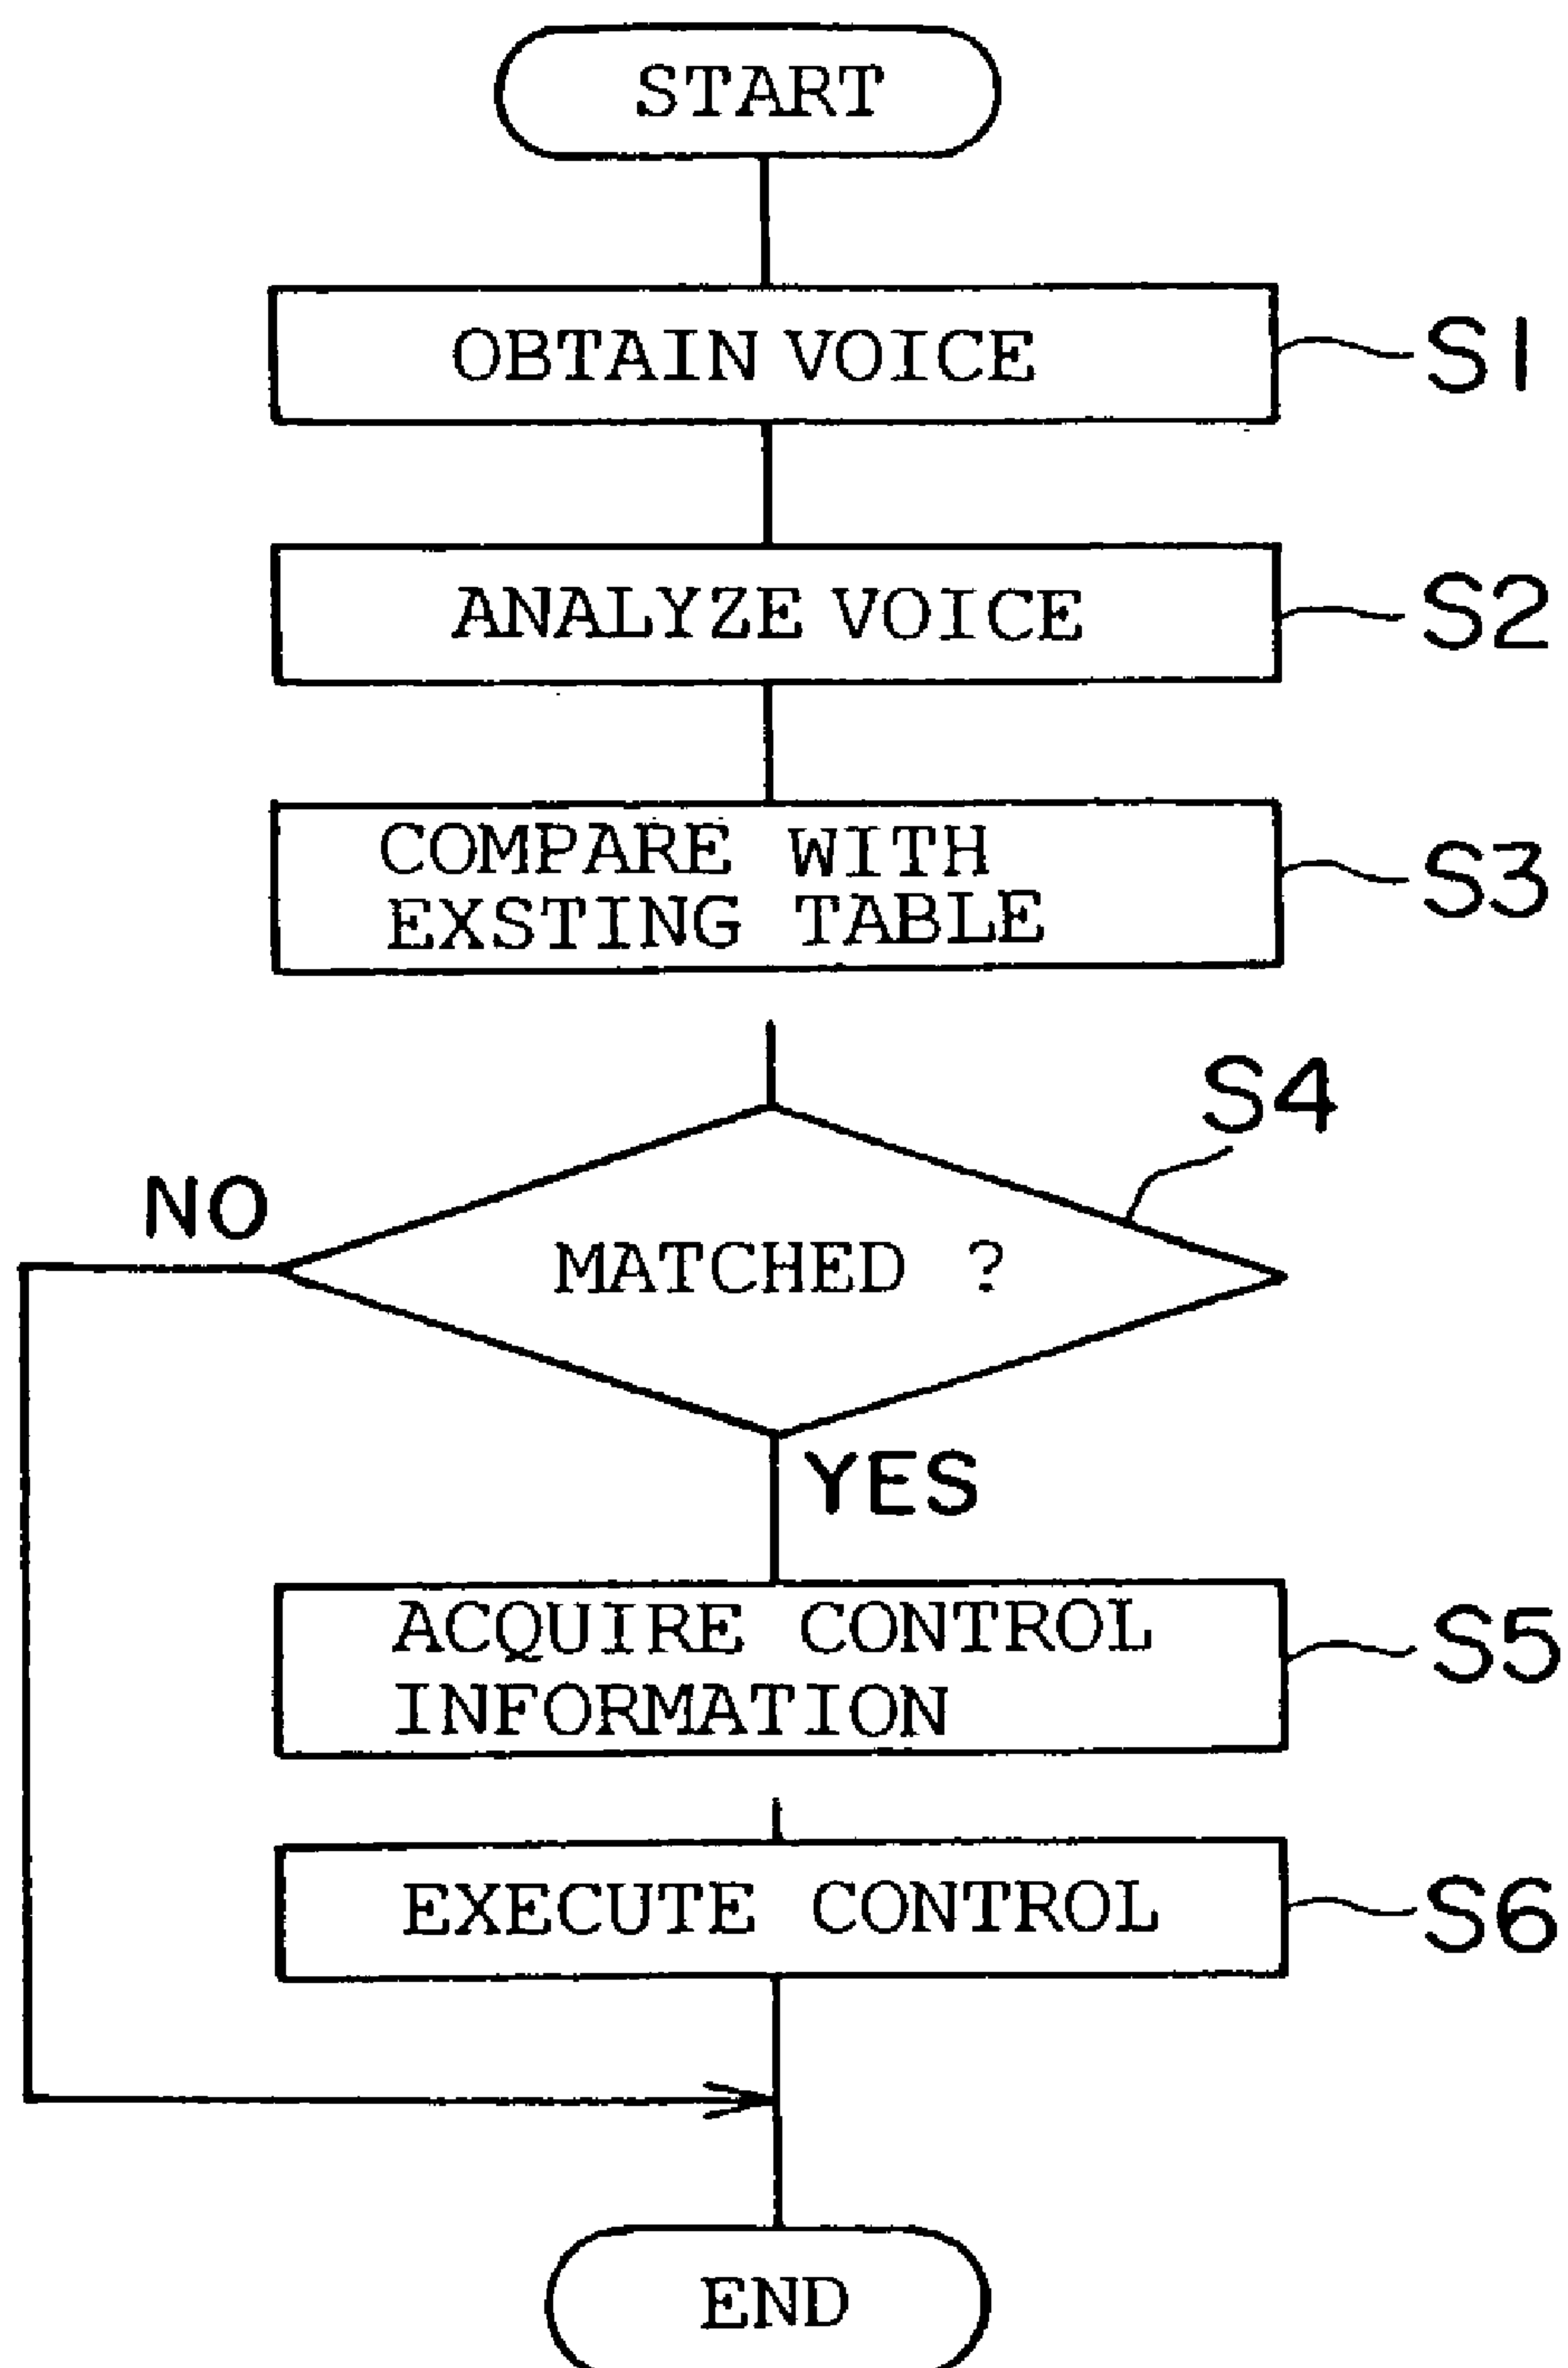 START
OBTAIN VOICE
S1
ANALYZE VOICE
S2
COMPARE WITH
EXSTING TABLE
S3
S4
NO
MATCHED ?
YES
ACQUIRE CONTROL
INFORMATION
S5
EXECUTE CONTROL
S6
END